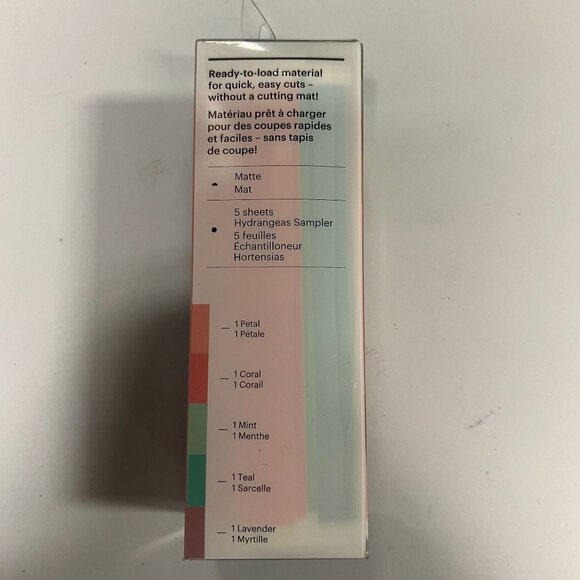 Ready-to-load material
for quick, easy cuts –
without a cutting mat!
Matériau prêt à charger
pour des coupes rapides
et faciles – sans tapis
de coupe!
Matte
Mat
5 sheets
Hydrangeas Sampler
5 feuilles
Échantilloneur
Hortensias
1 Petal
1 Pétale
1 Coral
1 Corail
1 Mint
1 Menthe
1 Teal
1 Sarcelle
1 Lavender
1 Myrtille